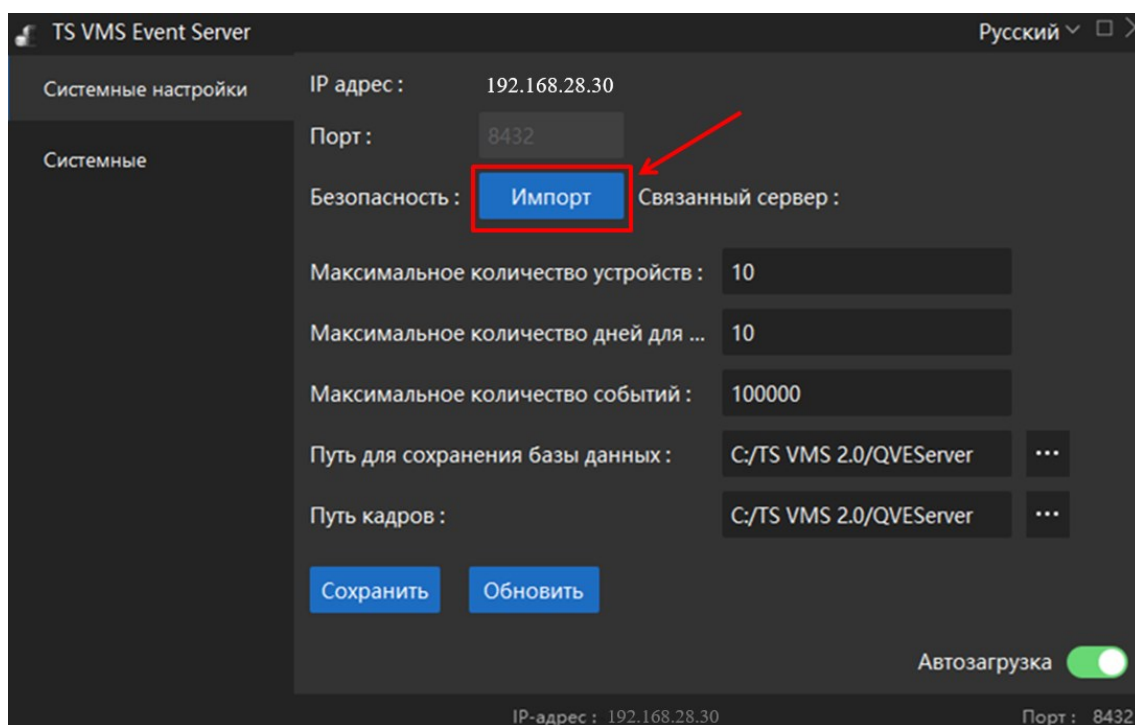 TS VMS Event Server Русский
Системные настройки
Системные
IP адрес : 192.168.28.30
Порт : 8432
Безопасность : Импорт Связанный сервер :
Максимальное количество устройств : 10
Максимальное количество дней для ... 10
Максимальное количество событий : 100000
Путь для сохранения базы данных : C:/TS VMS 2.0/QVEServer ...
Путь кадров : C:/TS VMS 2.0/QVEServer ...
Сохранить Обновить
Автозагрузка
IP-адрес : 192.168.28.30 Порт : 8432